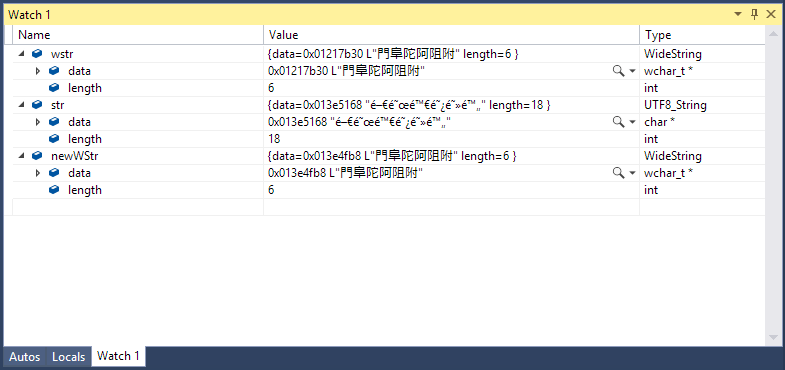 Watch 1
Name Value Type
wstr {data=0x01217b30 L"門阜陀阿阻附" length=6 } WideString
data 0x01217b30 L"門阜陀阿阻附" wchar_t *
length 6 int
str {data=0x013e5168 "é–€é˜œé™€é˜¿é˜»é™„" length=18 } UTF8_String
data 0x013e5168 "é–€é˜œé™€é˜¿é˜»é™„" char *
length 18 int
newWStr {data=0x013e4fb8 L"門阜陀阿阻附" length=6 } WideString
data 0x013e4fb8 L"門阜陀阿阻附" wchar_t *
length 6 int
Autos Locals Watch 1